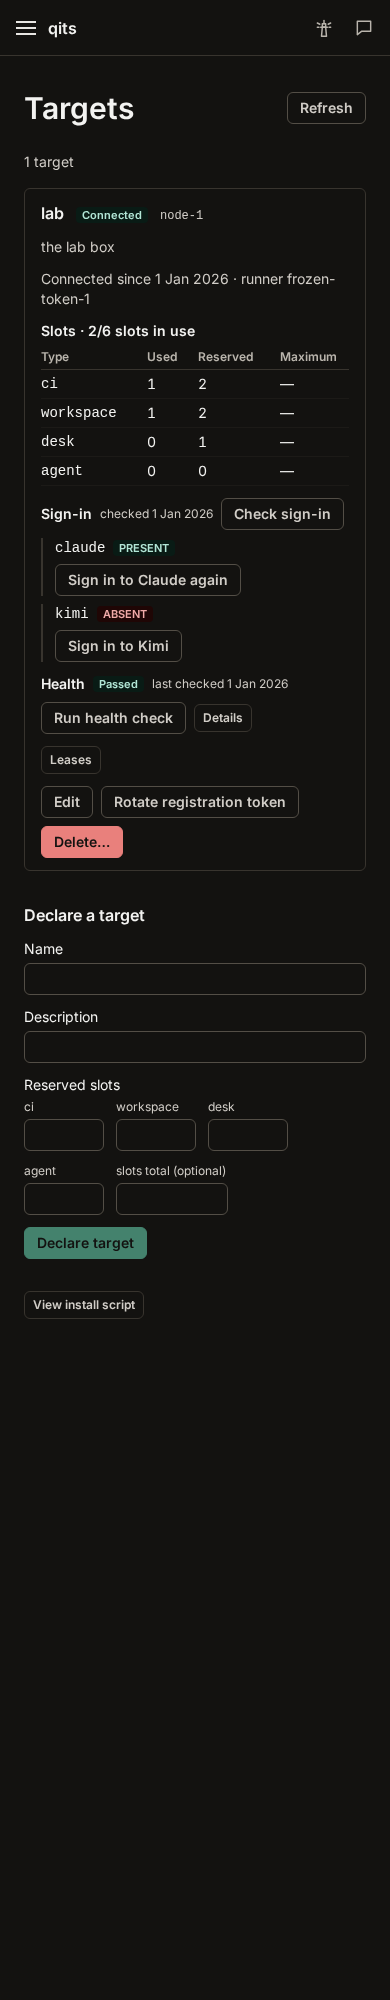 qits
Targets
Refresh
1 target
lab Connected node-1
the lab box
Connected since 1 Jan 2026 · runner frozen-
token-1
Slots · 2/6 slots in use
Type Used Reserved Maximum
ci 1 2 —
workspace 1 2 —
desk 0 1 —
agent 0 0 —
Sign-in checked 1 Jan 2026 Check sign-in
claude PRESENT
Sign in to Claude again
kimi ABSENT
Sign in to Kimi
Health Passed last checked 1 Jan 2026
Run health check Details
Leases
Edit Rotate registration token
Delete...
Declare a target
Name
Description
Reserved slots
ci workspace desk
agent slots total (optional)
Declare target
View install script